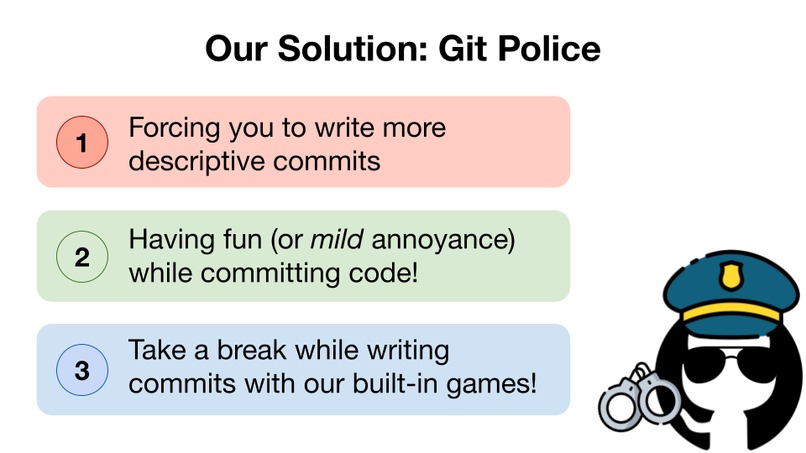 Our Solution: Git Police
1
Forcing you to write more
descriptive commits
2
Having fun (or mild annoyance)
while committing code!
3
Take a break while writing
commits with our built-in games!